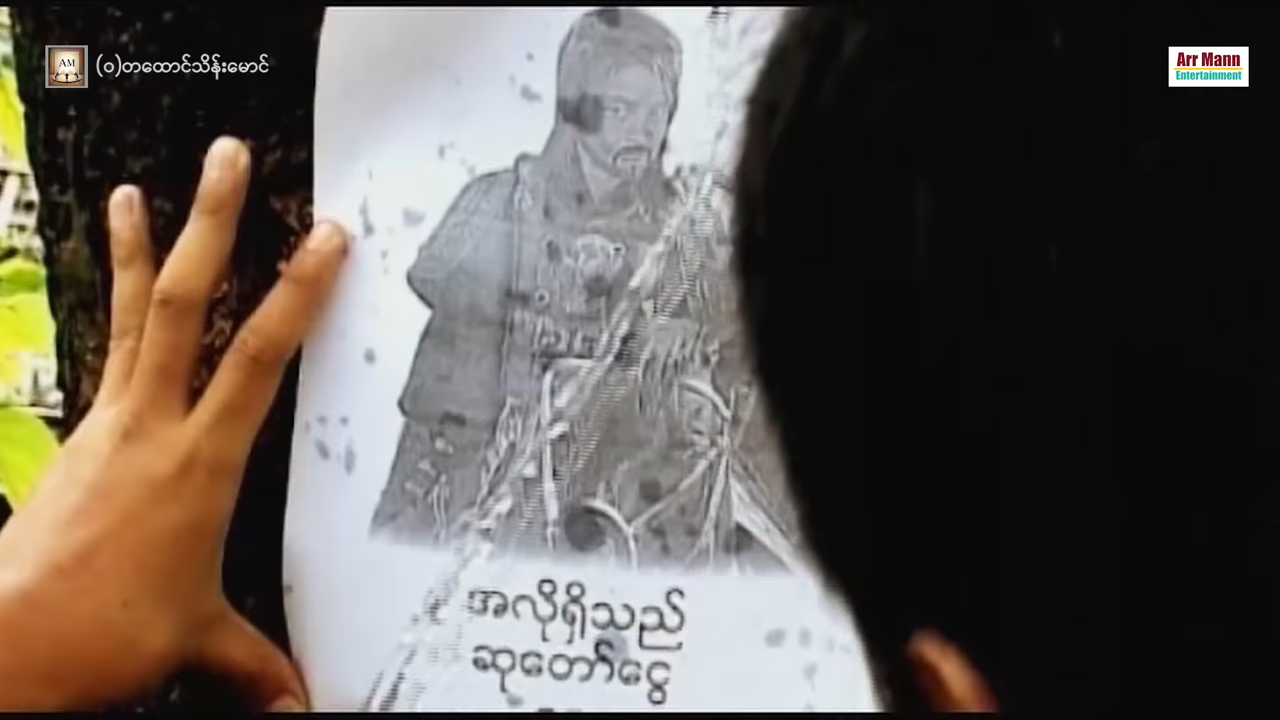 AM
(ဝ)တထောင်သိန်းမောင်
Arr Mann
Entertainment
အလိုရှိသည်
ဆုတော်ငွေ